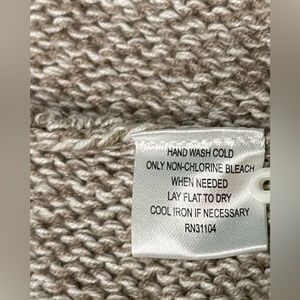 HAND WASH COLD
ONLY NON-CHLORINE BLEACH
WHEN NEEDED
LAY FLAT TO DRY
COOL IRON IF NECESSARY
RN31104